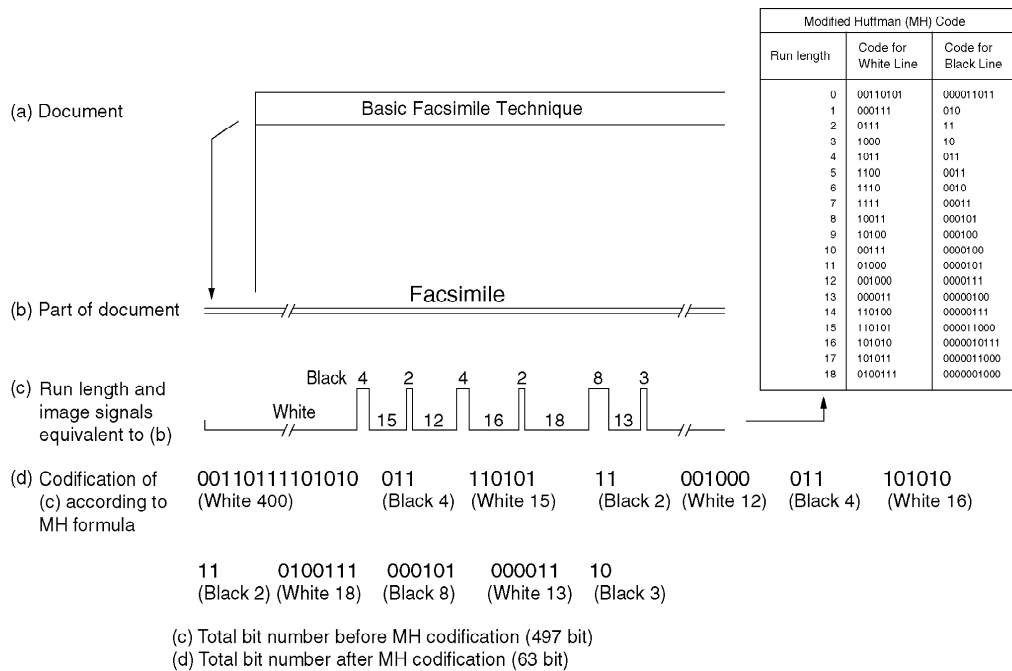 Modified Huffman (MH) Code
Run length
Code for
White Line
Code for
Black Line
0 00110101 000011011
1 000111 010
2 0111 11
3 1000 10
4 1011 011
5 1100 0011
6 1110 0010
7 1111 00011
8 10011 000101
9 10100 000100
10 00111 0000100
11 01000 0000101
12 001000 0000111
13 000011 00000100
14 110100 00000111
15 110101 000011000
16 101010 0000010111
17 101011 0000011000
18 0100111 0000001000
(a) Document
Basic Facsimile Technique
(b) Part of document
Facsimile
(c) Run length and
image signals
equivalent to (b)
Black 4 2 4 2 8 3
White 15 12 16 18 13
(d) Codification of
(c) according to
MH formula
00110111101010 011 110101 11 001000 011 101010
(White 400) (Black 4) (White 15) (Black 2) (White 12) (Black 4) (White 16)
11 0100111 000101 000011 10
(Black 2) (White 18) (Black 8) (White 13) (Black 3)
(c) Total bit number before MH codification (497 bit)
(d) Total bit number after MH codification (63 bit)